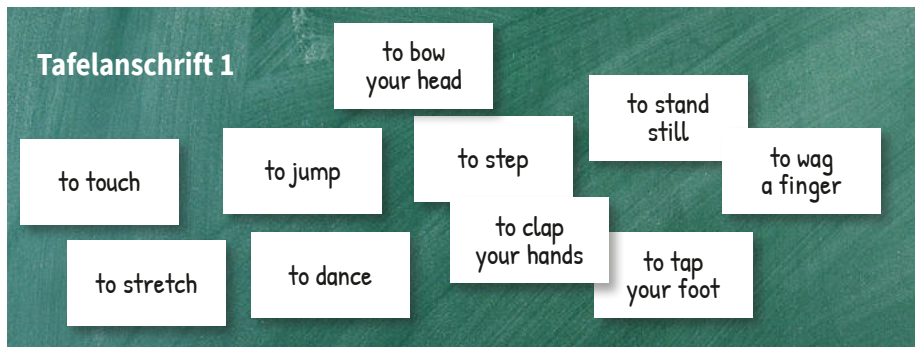 Tafelanschrift 1
to bow
your head
to stand
still
to touch
to jump
to step
to wag
a finger
to stretch
to dance
to clap
your hands
to tap
your foot